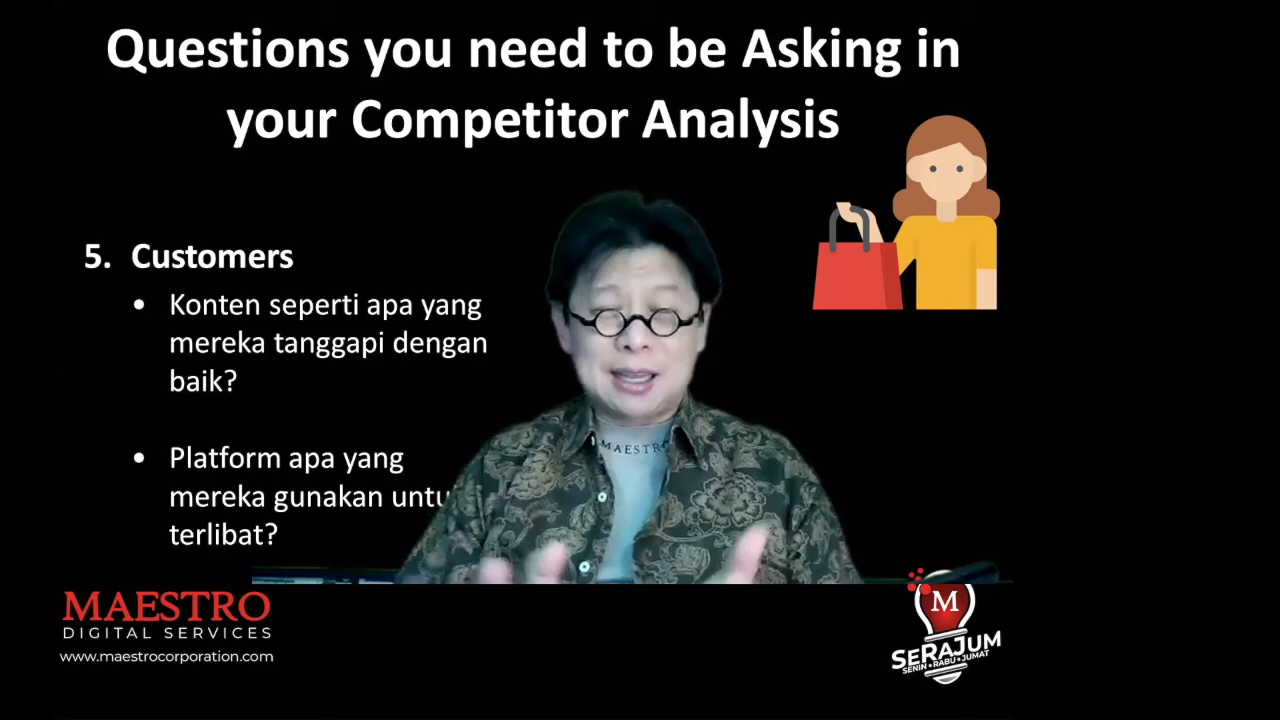 Questions you need to be Asking in
your Competitor Analysis
5. Customers
• Konten seperti apa yang
mereka tanggapi dengan
baik?
• Platform apa yang
mereka gunakan untu
terlibat?
MAESTRO
MAESTRO
DIGITAL SERVICES
www.maestrocorporation.com
M
SERAJUM
SENIN • RABU • JUMAT